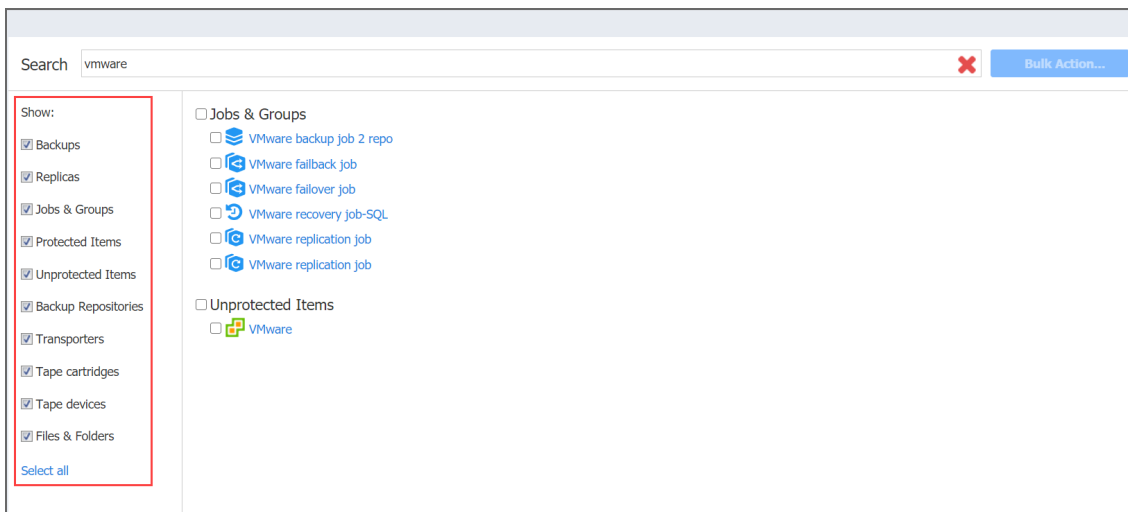 Search
vmware
Bulk Action...
Show:
Backups
Replicas
Jobs & Groups
Protected Items
Unprotected Items
Backup Repositories
Transporters
Tape cartridges
Tape devices
Files & Folders
Select all
Jobs & Groups
VMware backup job 2 repo
VMware failback job
VMware failover job
VMware recovery job-SQL
VMware replication job
VMware replication job
Unprotected Items
VMware